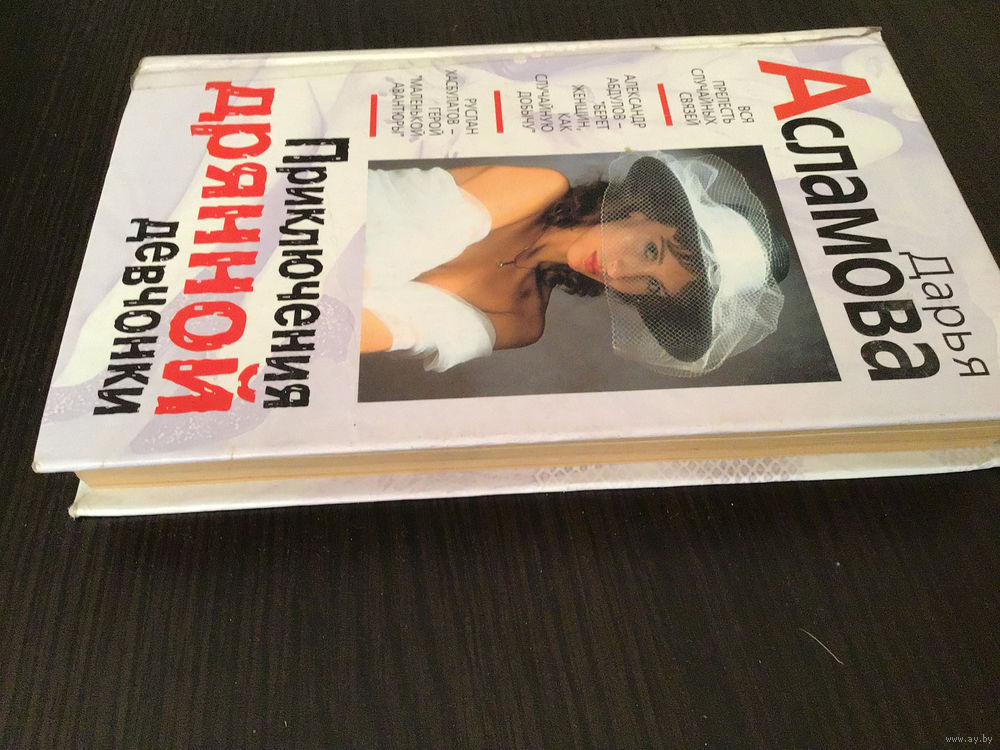 Дарья
Асламова
ВСЯ
ПРЕЛЕСТЬ
СЛУЧАЙНЫХ
СВЯЗЕЙ
АЛЕКСАНДР
АБДУЛОВ –
БЕРЕТ
ЖЕНЩИН,
КАК
СЛУЧАЙНУЮ
ДОБЫЧУ
РУСЛАН
ХАСБУЛАТОВ –
ГЕРОЙ
"МАЛЕНЬКОЙ
АВАНТЮРЫ"
Приключения
дрянной
девчонки
www.ay.by